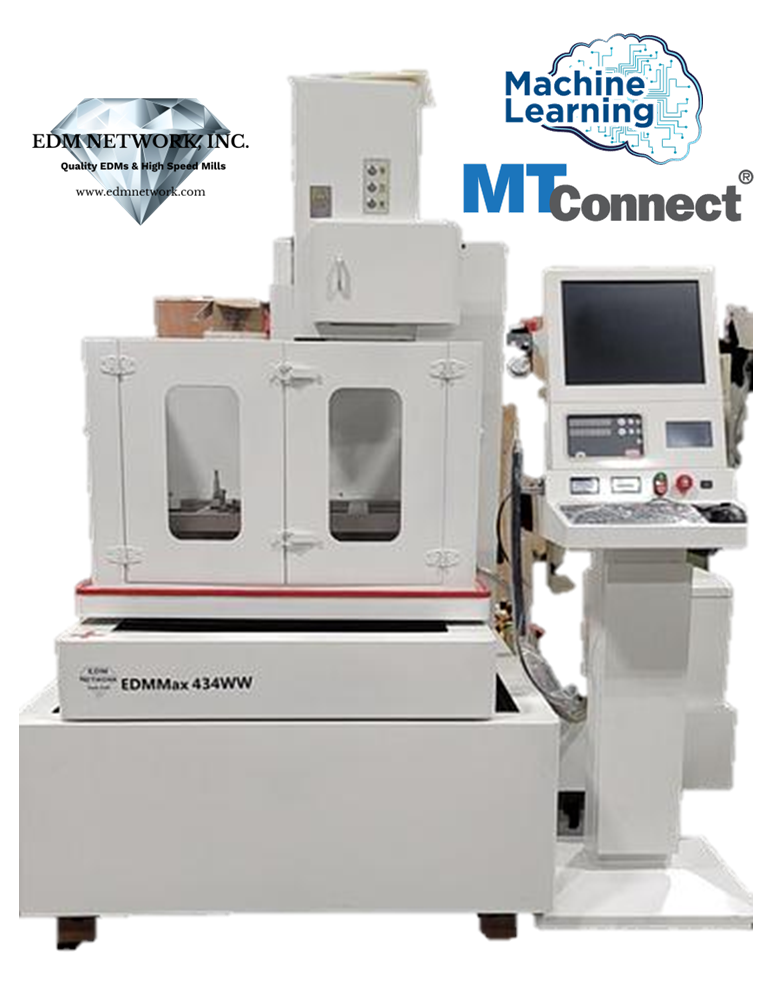 EDM NETWORK, INC.
Quality EDMs & High Speed Mills
www.edmnetwork.com
Machine
Learning
MTConnect®
EDM
NETWORK
EDMMax 434WW